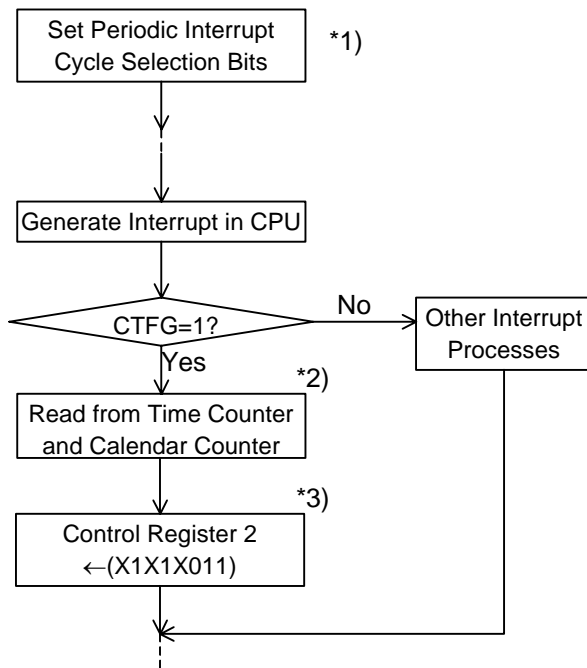 Set Periodic Interrupt
Cycle Selection Bits
*1)
Generate Interrupt in CPU
CTFG=1?
No
Other Interrupt
Processes
Yes
*2)
Read from Time Counter
and Calendar Counter
*3)
Control Register 2
←(X1X1X011)